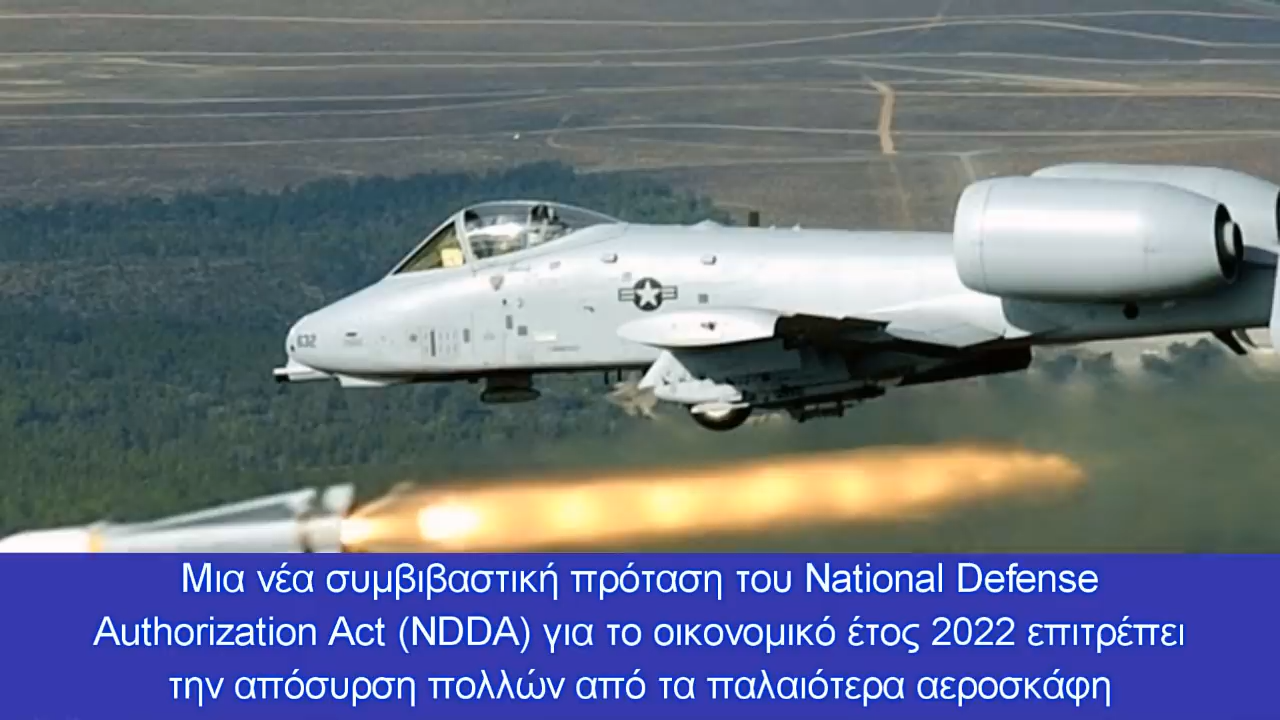 632
Μια νέα συμβιβαστική πρόταση του National Defense
Authorization Act (NDDA) για το οικονομικό έτος 2022 επιτρέπει
την απόσυρση πολλών από τα παλαιότερα αεροσκάφη